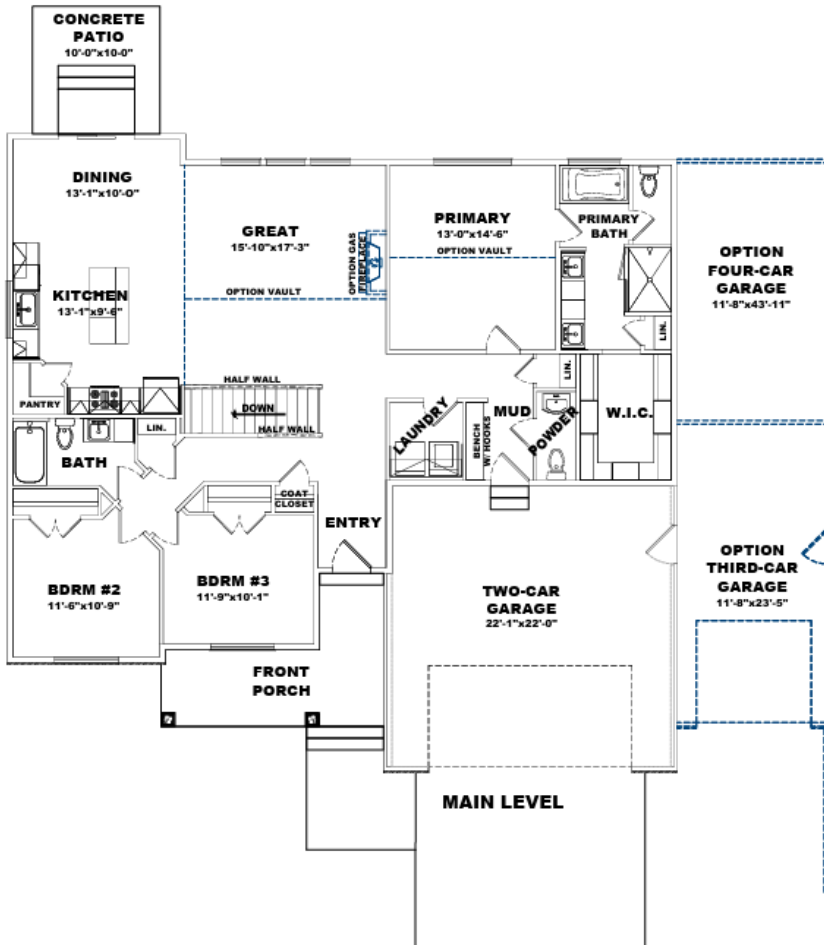 CONCRETE
PATIO
10'-0"x10-0"
DINING
13'-1"x10'-0"
GREAT
15'-10"x17'-3"
OPTION GAS
FIREPLACE
OPTION VAULT
PRIMARY
13'-0"x14'-6"
OPTION VAULT
PRIMARY
BATH
LIN.
OPTION
FOUR-CAR
GARAGE
11'-8"x43'-11"
KITCHEN
13'-1"x9'-6"
PANTRY
HALF WALL
DOWN
HALF WALL
LAUNDRY
BENCH
W/ HOOKS
MUD
LIN.
POWDER
W.I.C.
BATH
LIN.
COAT
CLOSET
ENTRY
BDRM #2
11'-6"x10'-9"
BDRM #3
11'-9"x10'-1"
TWO-CAR
GARAGE
22'-1"x22'-0"
OPTION
THIRD-CAR
GARAGE
11'-8"x23'-5"
FRONT
PORCH
MAIN LEVEL